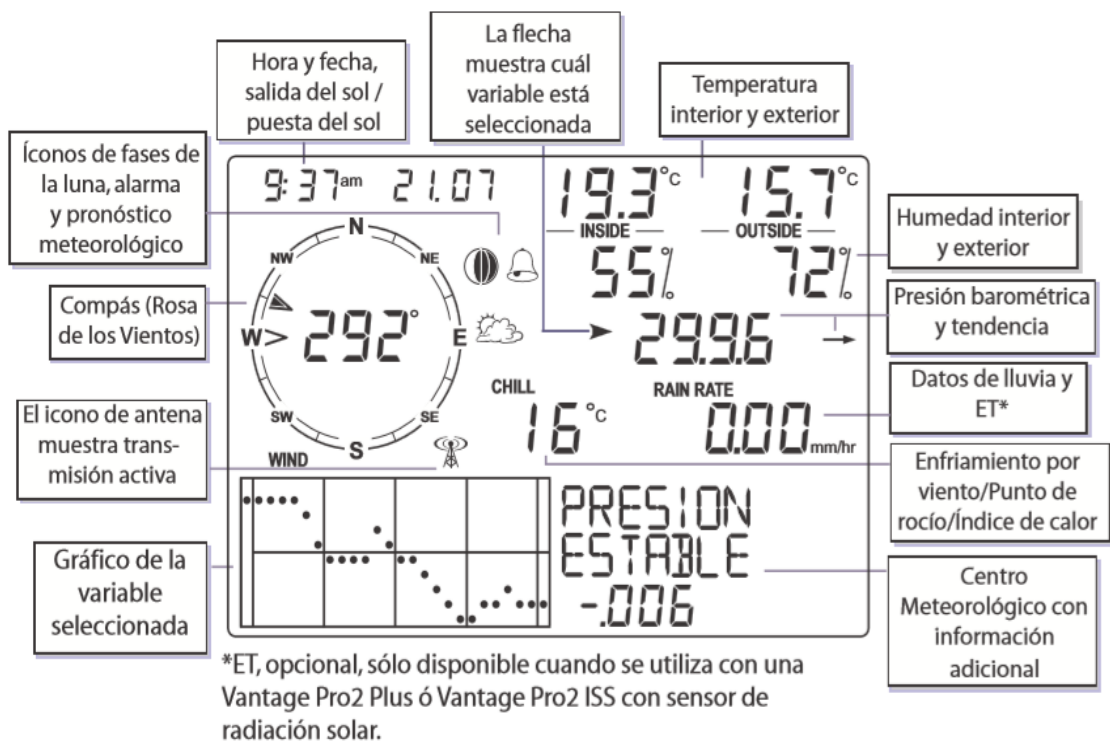 Hora y fecha,
salida del sol /
puesta del sol
La flecha
muestra cuál
variable está
seleccionada
Temperatura
interior y exterior
Íconos de fases de
la luna, alarma
y pronóstico
meteorológico
9:37am 21.07
19.3°C 15.7°C
INSIDE OUTSIDE
55% 72%
Humedad interior
y exterior
N
NW NE
W E
SW SE
S
292°
WIND
Compás (Rosa
de los Vientos)
29.96
Presión barométrica
y tendencia
CHILL RAIN RATE
16°C 0.00mm/hr
Datos de lluvia y
ET*
El icono de antena
muestra trans-
misión activa
Enfriamiento por
viento/Punto de
rocío/Índice de calor
Gráfico de la
variable
seleccionada
PRESION
ESTABLE
-.006
Centro
Meteorológico con
información
adicional
*ET, opcional, sólo disponible cuando se utiliza con una
Vantage Pro2 Plus ó Vantage Pro2 ISS con sensor de
radiación solar.